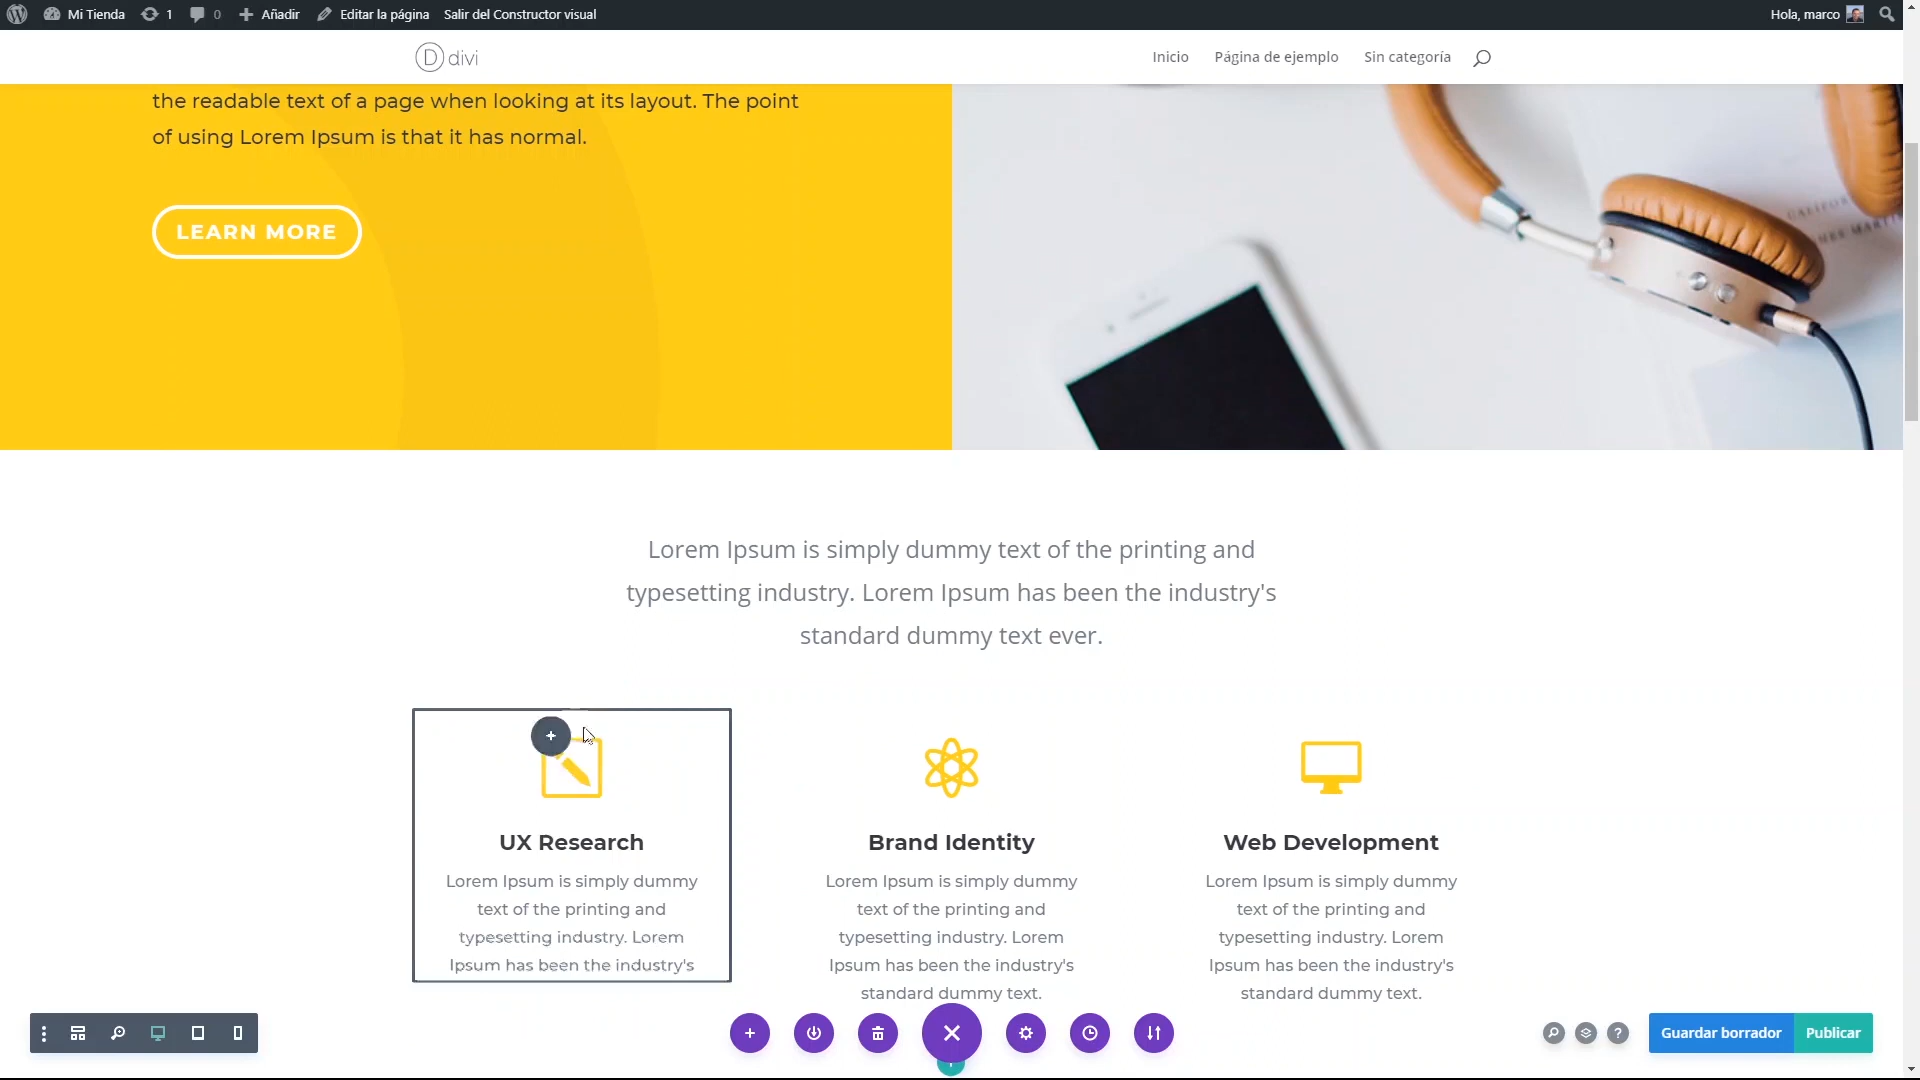 Mi Tienda 1 0 Añadir Editar la página Salir del Constructor visual Hola, marco
divi Inicio Página de ejemplo Sin categoría
the readable text of a page when looking at its layout. The point
of using Lorem Ipsum is that it has normal.
LEARN MORE
Lorem Ipsum is simply dummy text of the printing and
typesetting industry. Lorem Ipsum has been the industry's
standard dummy text ever.
UX Research
Lorem Ipsum is simply dummy
text of the printing and
typesetting industry. Lorem
Ipsum has been the industry's
Brand Identity
Lorem Ipsum is simply dummy
text of the printing and
typesetting industry. Lorem
Ipsum has been the industry's
standard dummy text.
Web Development
Lorem Ipsum is simply dummy
text of the printing and
typesetting industry. Lorem
Ipsum has been the industry's
standard dummy text.
Guardar borrador Publicar